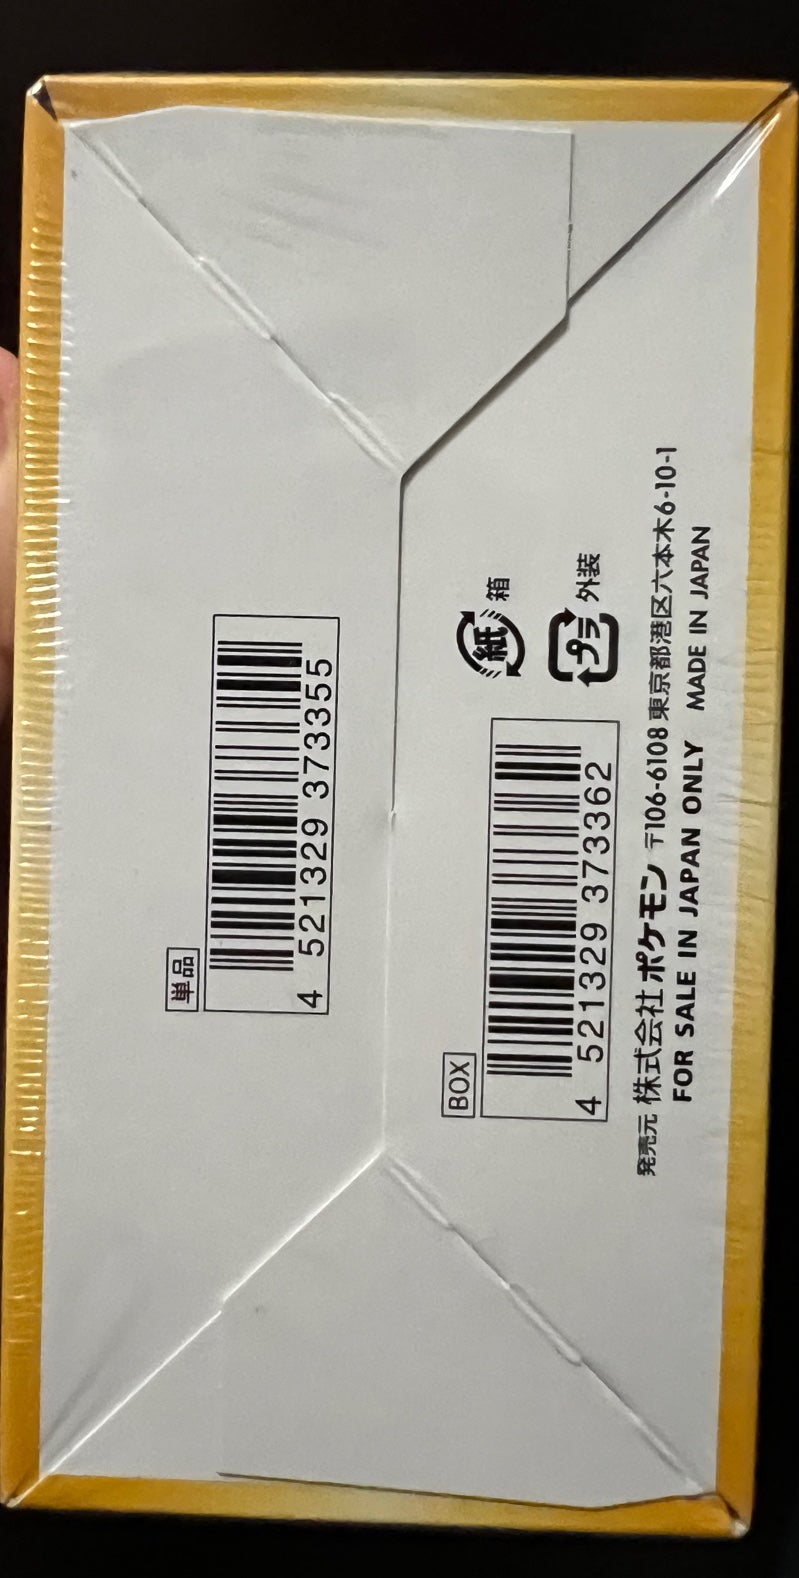 単品
4 521329 373355
BOX
4 521329 373362
紙 箱
プラ 外装
発売元 株式会社ポケモン 〒106-6108 東京都港区六本木6-10-1
FOR SALE IN JAPAN ONLY MADE IN JAPAN